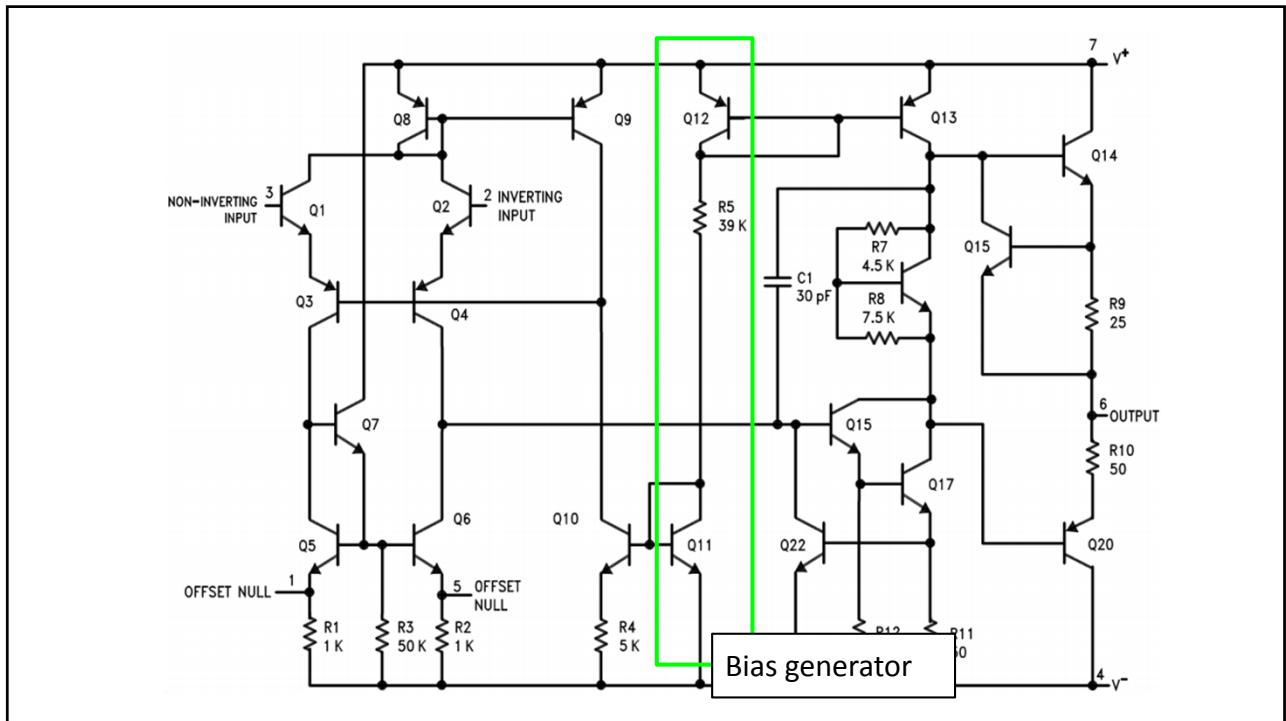 7
V+
Q8
Q9
Q12
Q13
Q14
3
NON-INVERTING
INPUT
Q1
Q2
2 INVERTING
INPUT
R5
39 K
R7
4.5 K
Q15
C1
30 pF
R8
7.5 K
R9
25
Q3
Q4
6
OUTPUT
Q7
Q15
R10
50
Q17
Q5
Q6
Q10
Q11
Q22
Q20
OFFSET NULL
1
5 OFFSET
NULL
R1
1 K
R3
50 K
R2
1 K
R4
5 K
R12
R11
Bias generator
4
V-